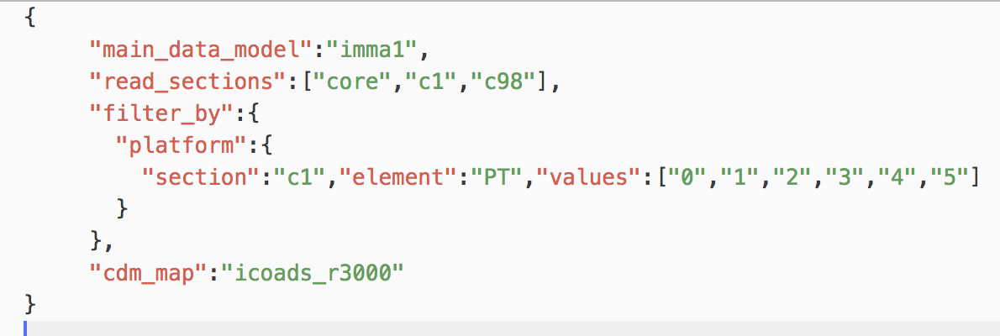 {
"main_data_model":"imma1",
"read_sections":["core","c1","c98"],
"filter_by":{
"platform":{
"section":"c1","element":"PT","values":["0","1","2","3","4","5"]
}
},
"cdm_map":"icoads_r3000"
}